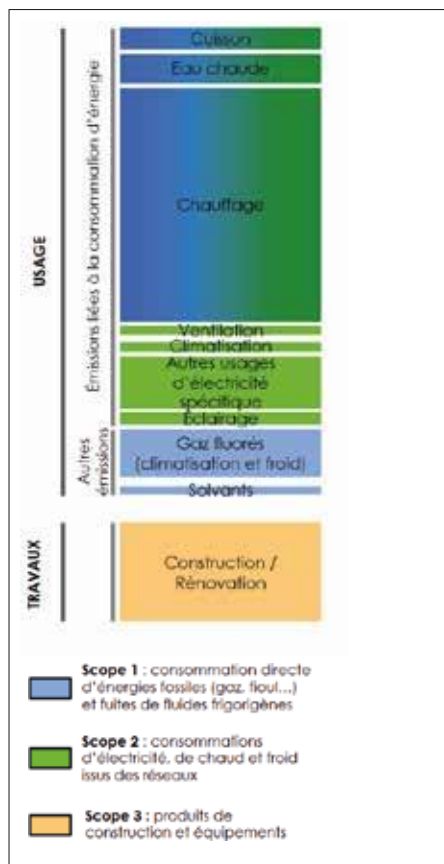 USAGE
Émissions liées à la consommation d'énergie
Cuisson
Eau chaude
Chauffage
Ventilation
Climatisation
Autres usages
d'électricité
spécifique
Éclairage
Autres
émissions
Gaz fluorés
(climatisation et froid)
Solvants
TRAVAUX
Construction /
Rénovation
Scope 1 : consommation directe
d'énergies fossiles (gaz, fioul...)
et fuites de fluides frigorigènes
Scope 2 : consommations
d'électricité, de chaud et froid
issus des réseaux
Scope 3 : produits de
construction et équipements